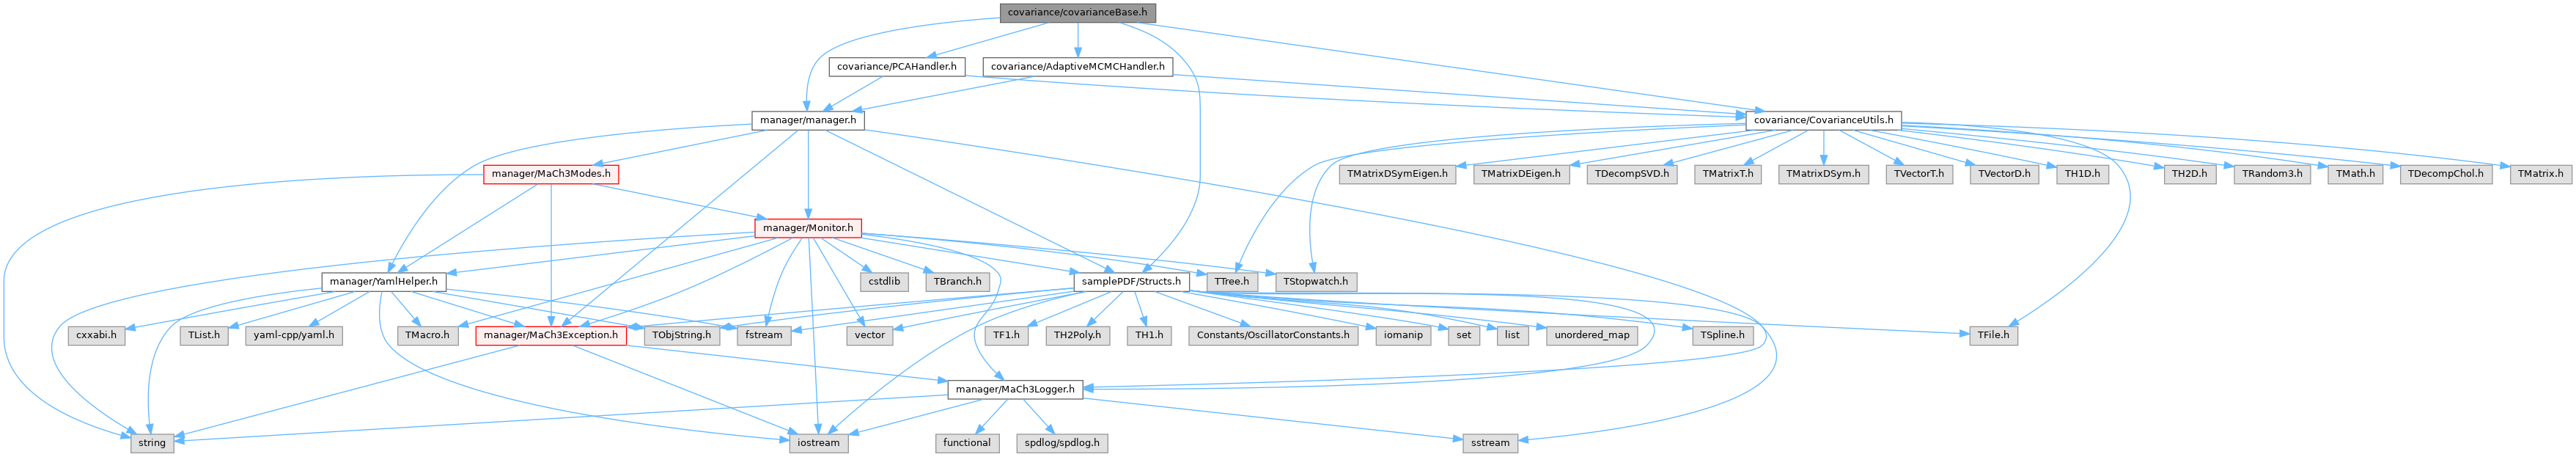 covariance/covarianceBase.h
covariance/PCAHandler.h
covariance/AdaptiveMCMCHandler.h
manager/manager.h
covariance/CovarianceUtils.h
manager/MaCh3Modes.h
TMatrixDSymEigen.h
TMatrixDEigen.h
TDecompSVD.h
TMatrixT.h
TMatrixDSym.h
TVectorT.h
TVectorD.h
TH1D.h
TH2D.h
TRandom3.h
TMath.h
TDecompChol.h
TMatrix.h
manager/Monitor.h
manager/YamlHelper.h
cstdlib
TBranch.h
samplePDF/Structs.h
TTree.h
TStopwatch.h
cxxabi.h
TList.h
yaml-cpp/yaml.h
TMacro.h
manager/MaCh3Exception.h
TObjString.h
fstream
vector
TF1.h
TH2Poly.h
TH1.h
Constants/OscillatorConstants.h
iomanip
set
list
unordered_map
TSpline.h
TFile.h
manager/MaCh3Logger.h
string
iostream
functional
spdlog/spdlog.h
sstream